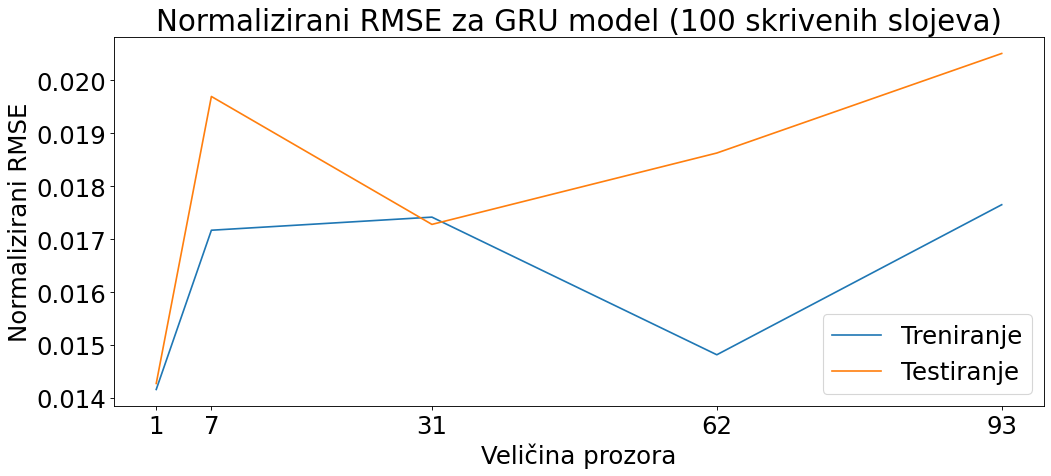 Normalizirani RMSE za GRU model (100 skrivenih slojeva)
Normalizirani RMSE
0.020
0.019
0.018
0.017
0.016
0.015
0.014
Treniranje
Testiranje
1 7 31 62 93
Veličina prozora